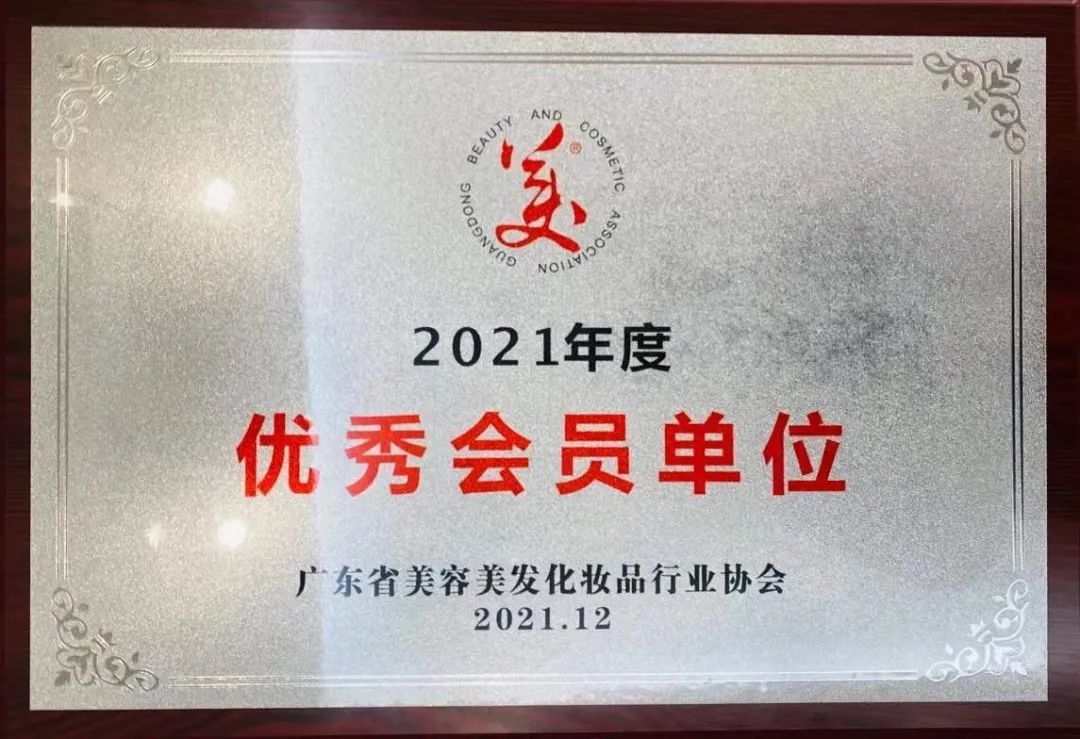 GUANGDONG BEAUTY AND COSMETIC ASSOCIATION
美®
2021年度
优秀会员单位
广东省美容美发化妆品行业协会
2021.12